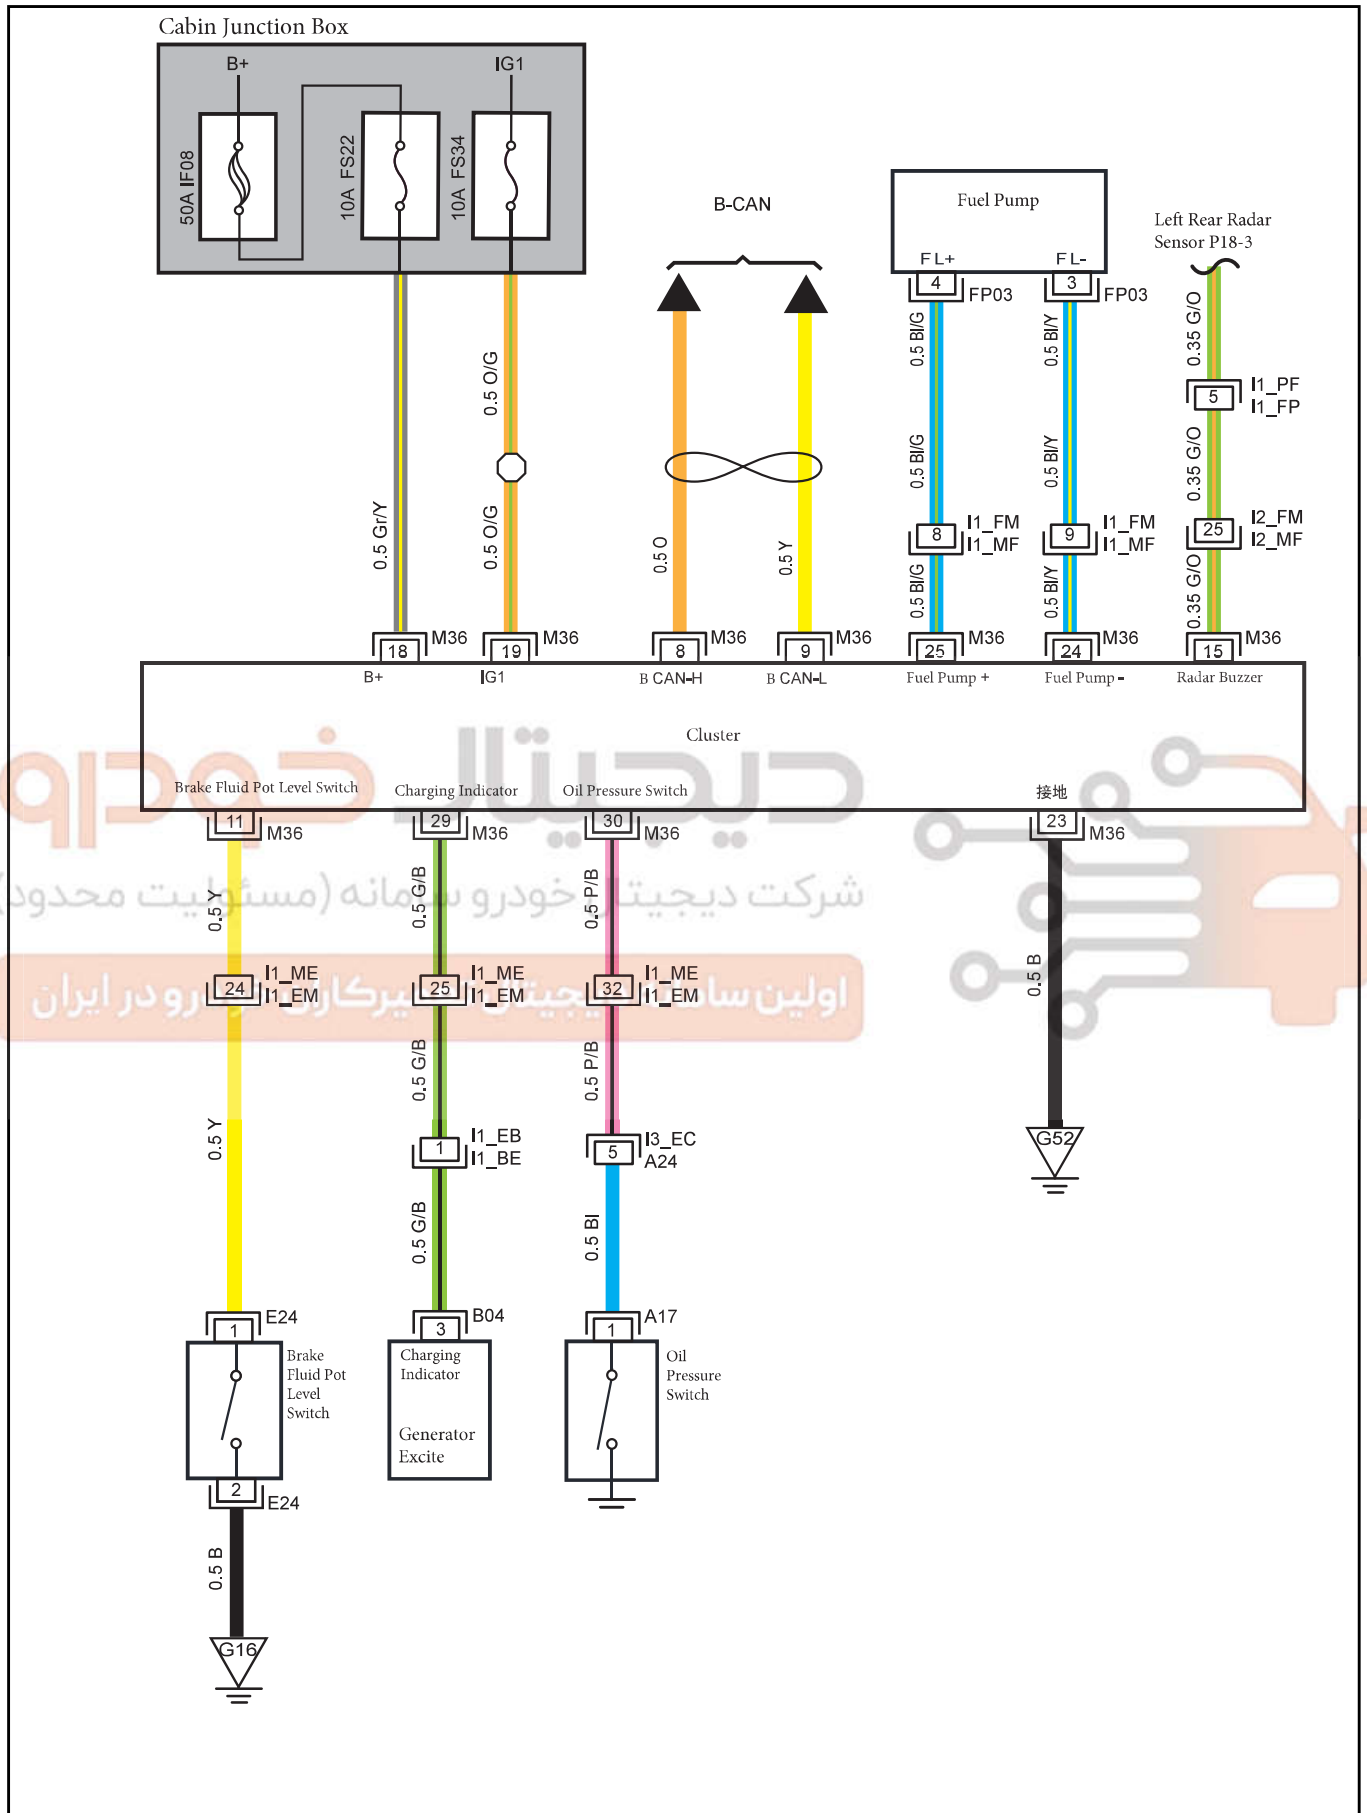 Cabin Junction Box
B+
IG1
50A IF08
10A FS22
10A FS34
B-CAN
Fuel Pump
FL+
FL-
4
FP03
3
FP03
Left Rear Radar
Sensor P18-3
0.5 Gr/Y
0.5 O/G
0.5 O/G
0.5 O
0.5 Y
0.5 Bl/G
0.5 Bl/G
0.5 Bl/G
0.5 Bl/Y
0.5 Bl/Y
0.5 Bl/Y
0.35 G/O
0.35 G/O
0.35 G/O
5
I1_PF
I1_FP
8
I1_FM
I1_MF
9
I1_FM
I1_MF
25
I2_FM
I2_MF
18
M36
19
M36
8
M36
9
M36
25
M36
24
M36
15
M36
B+
IG1
B CAN-H
B CAN-L
Fuel Pump +
Fuel Pump -
Radar Buzzer
Cluster
دیجیتال خودرو
Brake Fluid Pot Level Switch
Charging Indicator
Oil Pressure Switch
接地
11
M36
29
M36
30
M36
23
M36
شرکت دیجیتال خودرو سامانه (مسئولیت محدود)
0.5 Y
0.5 G/B
0.5 P/B
0.5 B
24
I1_ME
I1_EM
25
I1_ME
I1_EM
32
I1_ME
I1_EM
اولین سامانه دیجیتال تعمیرکاران خودرو در ایران
0.5 Y
0.5 G/B
0.5 P/B
1
I1_EB
I1_BE
5
I3_EC
A24
G52
0.5 G/B
0.5 Bl
1
E24
3
B04
1
A17
Brake
Fluid Pot
Level
Switch
Charging
Indicator
Generator
Excite
Oil
Pressure
Switch
2
E24
0.5 B
G16